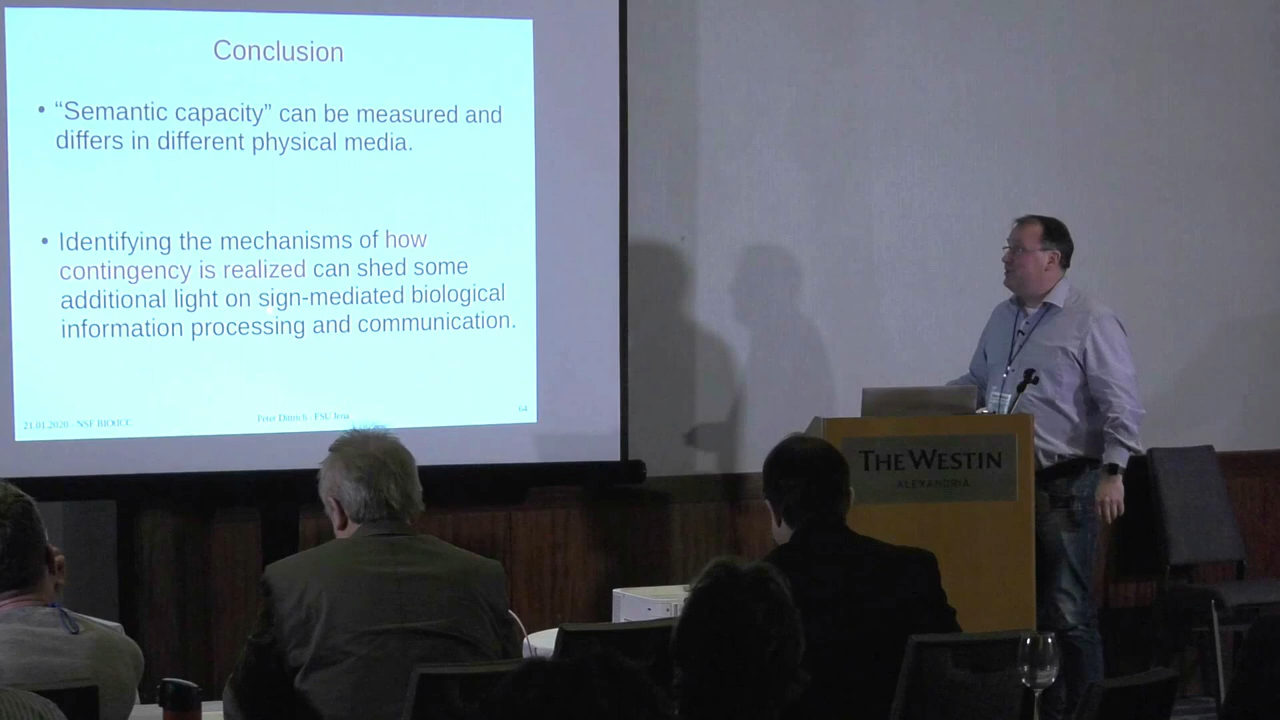 Conclusion
• “Semantic capacity” can be measured and
differs in different physical media.
• Identifying the mechanisms of how
contingency is realized can shed some
additional light on sign-mediated biological
information processing and communication.
21.01.2020 - NSF BIOtICC
Peter Dittrich - FSU Jena
64
THE WESTIN
ALEXANDRIA